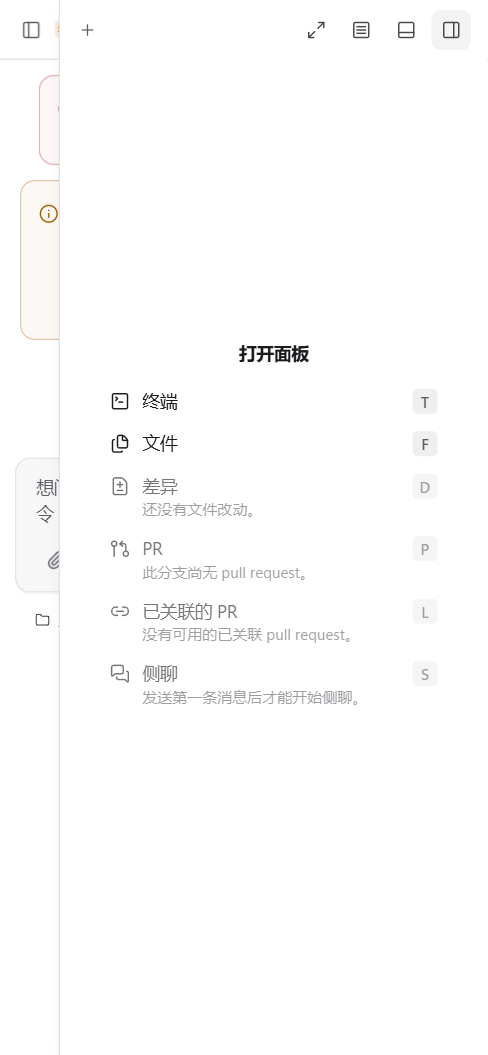 打开面板
终端 T
文件 F
差异 D
还没有文件改动。
PR P
此分支尚无 pull request。
已关联的 PR L
没有可用的已关联 pull request。
侧聊 S
发送第一条消息后才能开始侧聊。
想
令